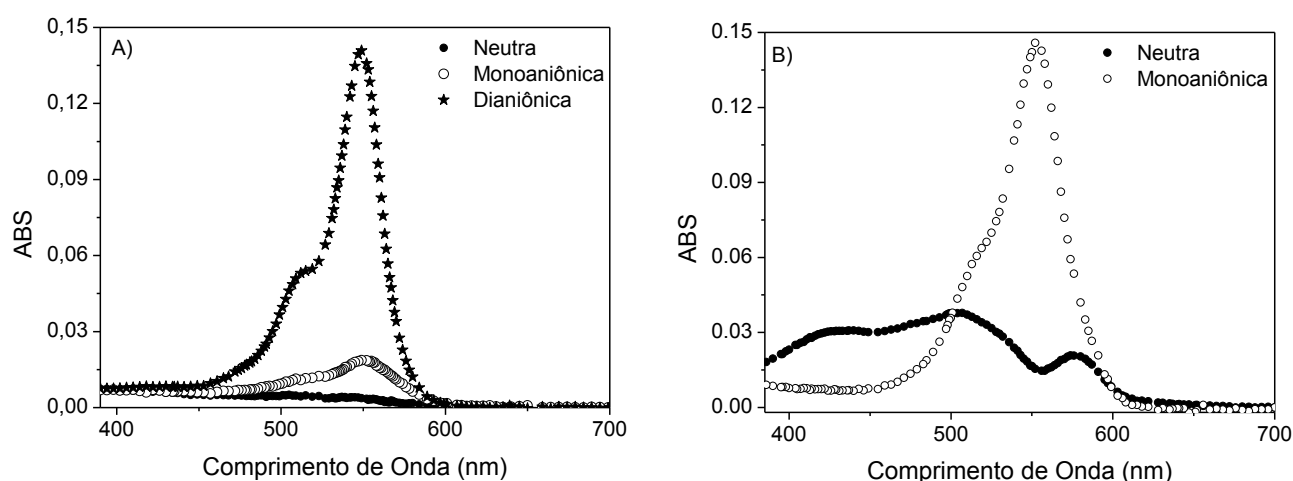 A)
Neutra
Monoaniônica
Dianiônica
0,15
0,12
0,09
0,06
0,03
0,00
ABS
400 500 600 700
Comprimento de Onda (nm)
B)
Neutra
Monoaniônica
0.15
0.12
0.09
0.06
0.03
0.00
ABS
400 500 600 700
Comprimento de Onda (nm)